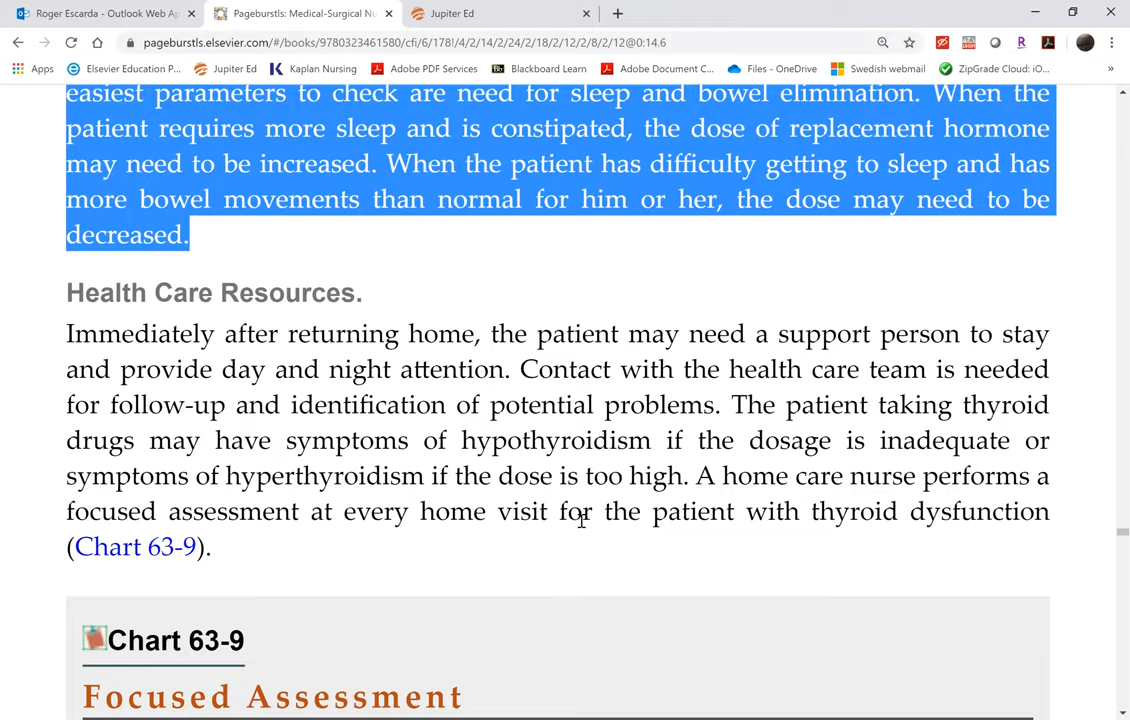 Roger Escarda - Outlook Web Ap
Pageburstls: Medical-Surgical Nu
Jupiter Ed
pageburstls.elsevier.com/#/books/9780323461580/cfi/6/178!/4/2/14/2/24/2/18/2/12/2/8/2/12@0:14.6
Apps
Elsevier Education P...
Jupiter Ed
Kaplan Nursing
Adobe PDF Services
Blackboard Learn
Adobe Document C...
Files - OneDrive
Swedish webmail
ZipGrade Cloud: iO...
easiest parameters to check are need for sleep and bowel elimination. When the
patient requires more sleep and is constipated, the dose of replacement hormone
may need to be increased. When the patient has difficulty getting to sleep and has
more bowel movements than normal for him or her, the dose may need to be
decreased.
Health Care Resources.
Immediately after returning home, the patient may need a support person to stay
and provide day and night attention. Contact with the health care team is needed
for follow-up and identification of potential problems. The patient taking thyroid
drugs may have symptoms of hypothyroidism if the dosage is inadequate or
symptoms of hyperthyroidism if the dose is too high. A home care nurse performs a
focused assessment at every home visit for the patient with thyroid dysfunction
(Chart 63-9).
Chart 63-9
Focused Assessment